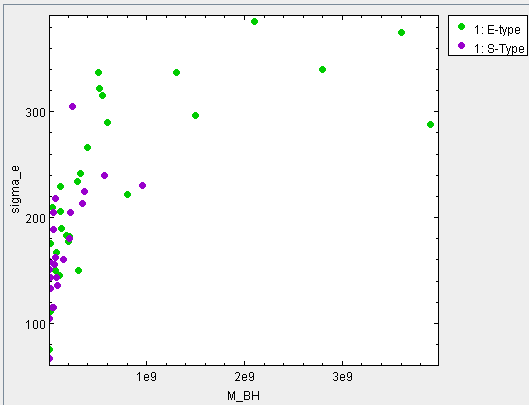 1: E-type
1: S-Type
300
200
100
sigma_e
1e9
2e9
3e9
M_BH